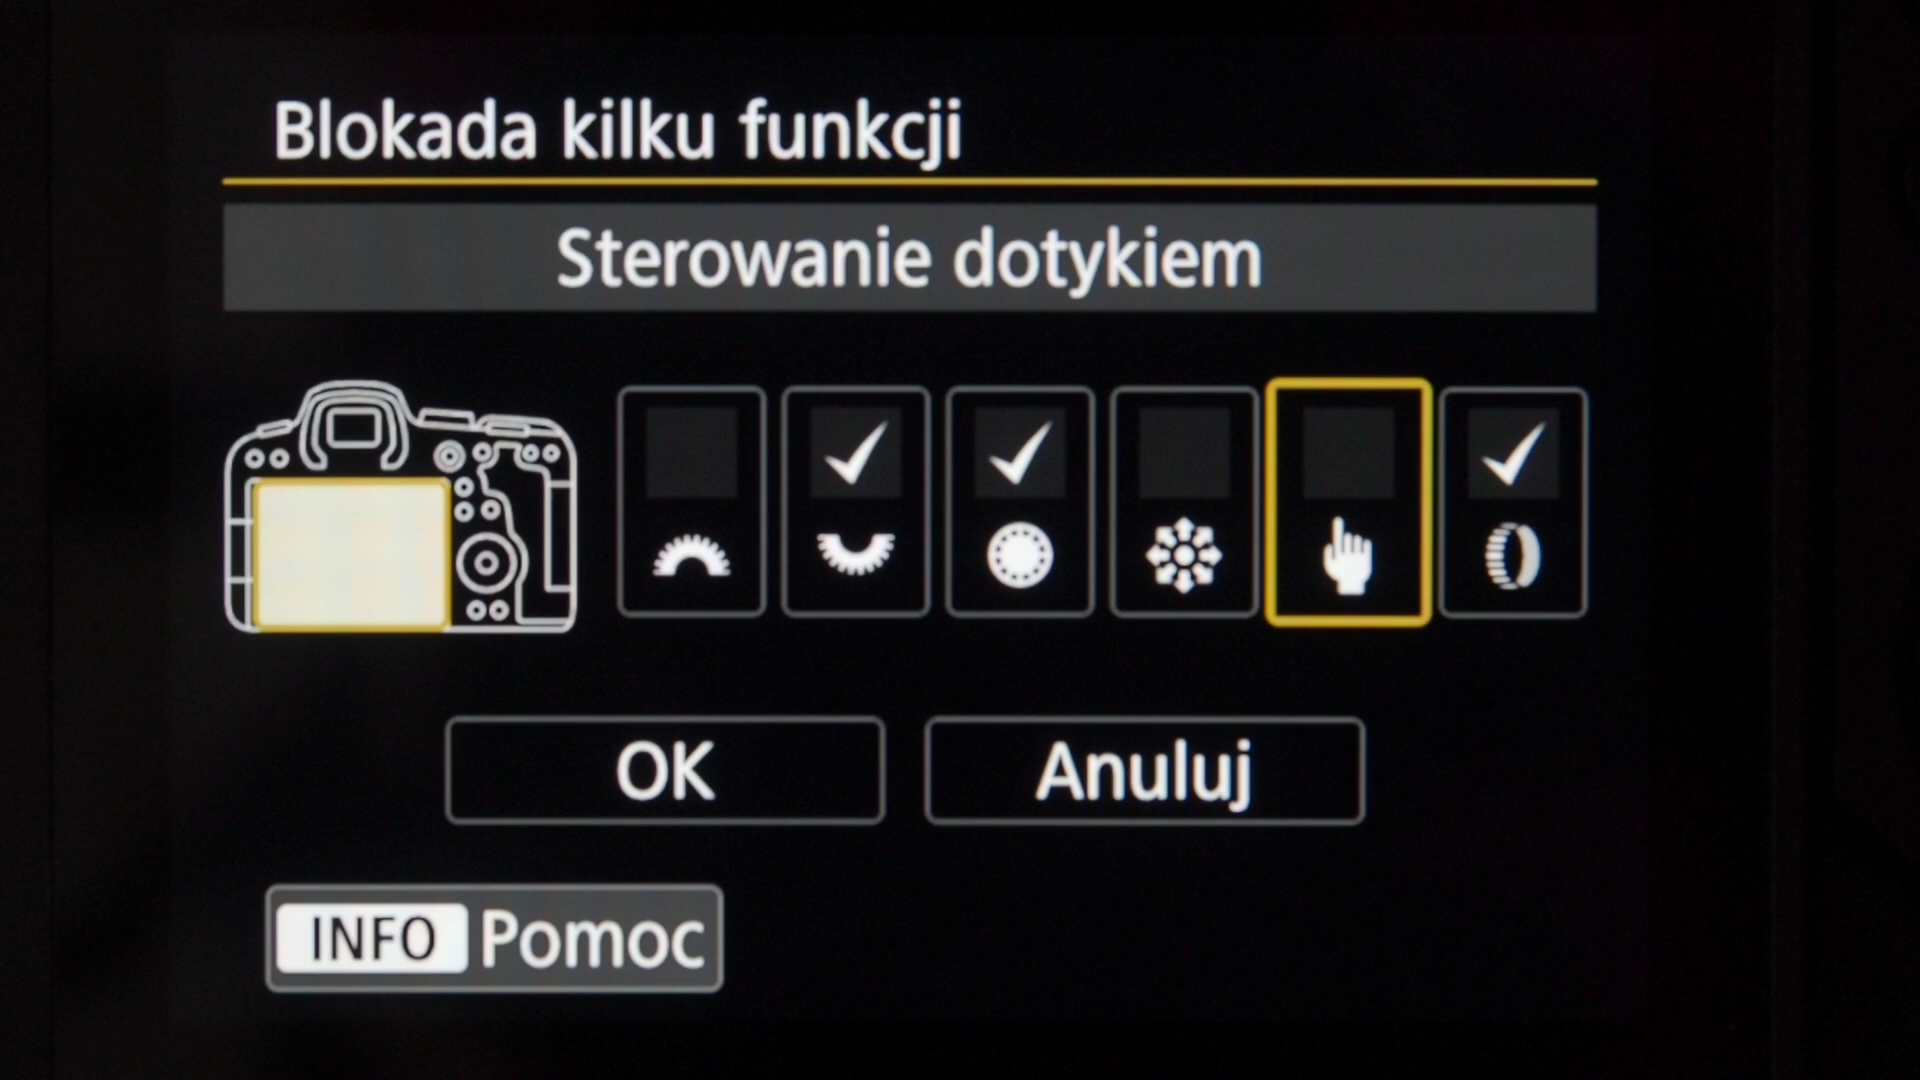 Blokada kilku funkcji
Sterowanie dotykiem
OK
Anuluj
INFO Pomoc